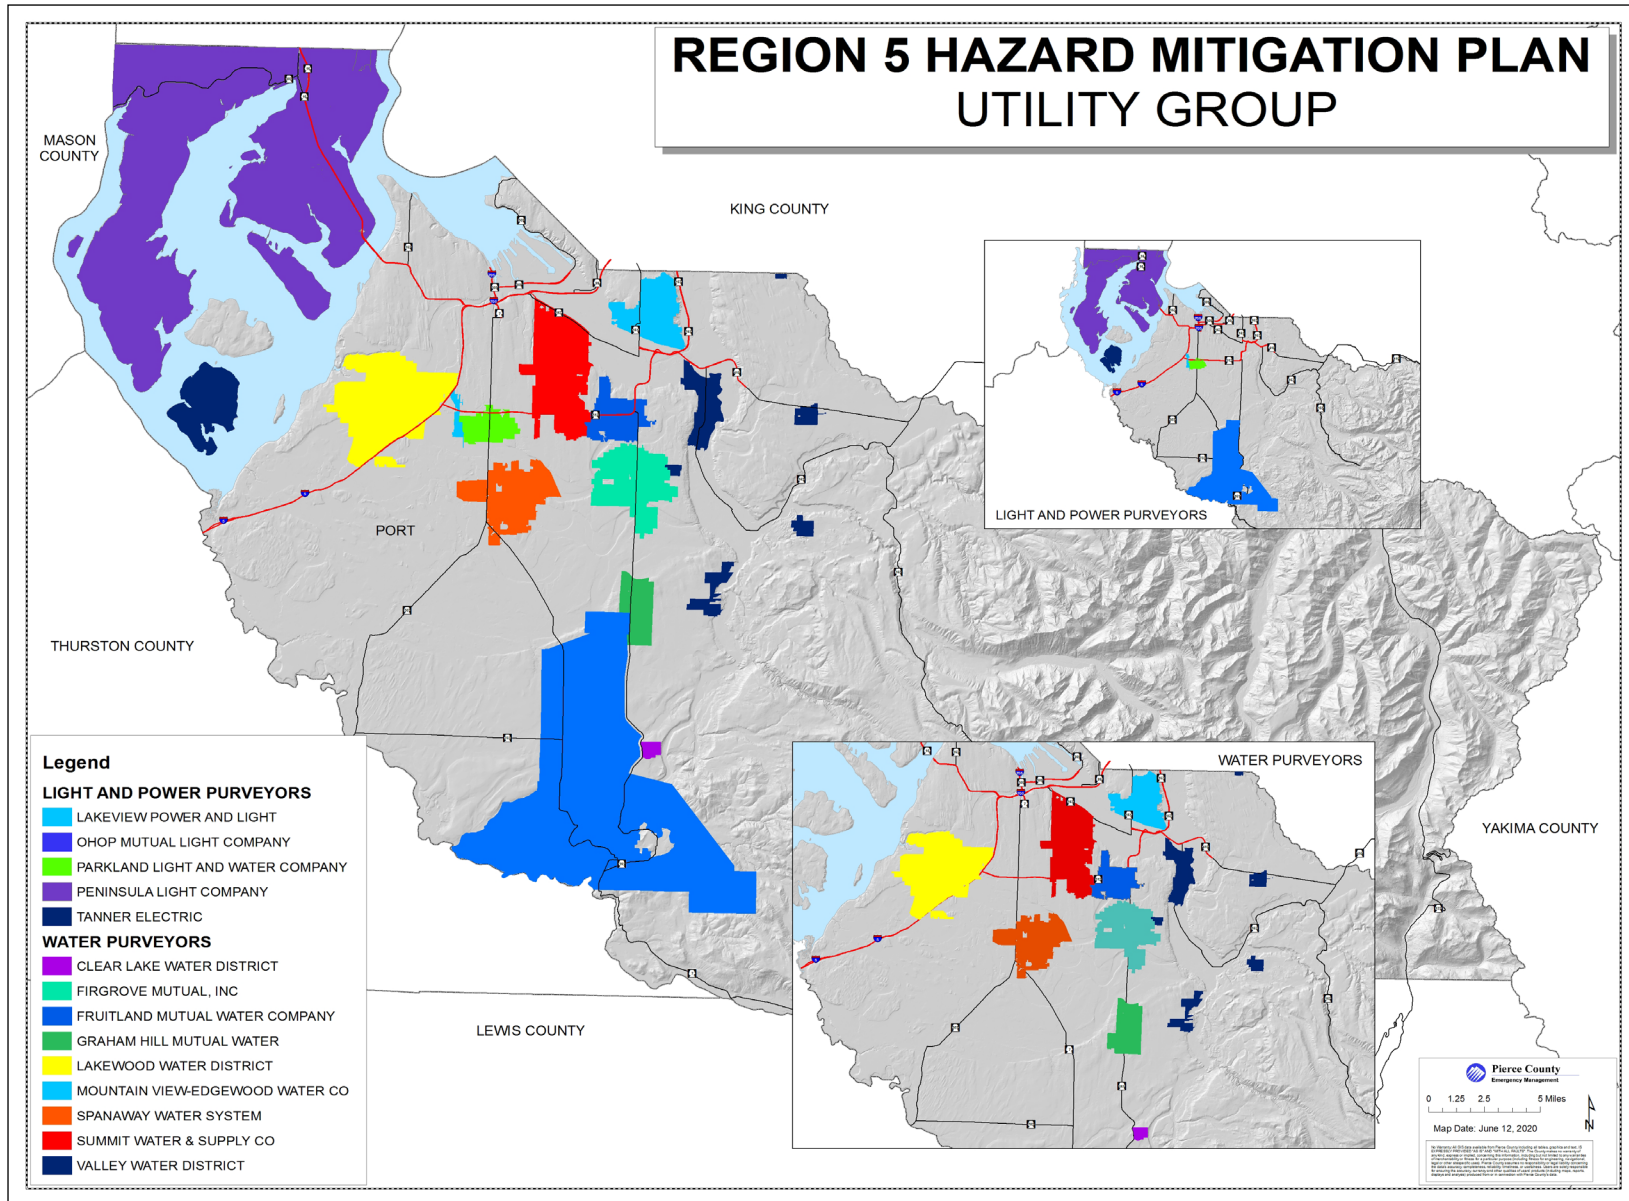 REGION 5 HAZARD MITIGATION PLAN
UTILITY GROUP
MASON
COUNTY
KING COUNTY
LIGHT AND POWER PURVEYORS
PORT
THURSTON COUNTY
WATER PURVEYORS
YAKIMA COUNTY
LEWIS COUNTY
Legend
LIGHT AND POWER PURVEYORS
LAKEVIEW POWER AND LIGHT
OHOP MUTUAL LIGHT COMPANY
PARKLAND LIGHT AND WATER COMPANY
PENINSULA LIGHT COMPANY
TANNER ELECTRIC
WATER PURVEYORS
CLEAR LAKE WATER DISTRICT
FIRGROVE MUTUAL, INC
FRUITLAND MUTUAL WATER COMPANY
GRAHAM HILL MUTUAL WATER
LAKEWOOD WATER DISTRICT
MOUNTAIN VIEW-EDGEWOOD WATER CO
SPANAWAY WATER SYSTEM
SUMMIT WATER & SUPPLY CO
VALLEY WATER DISTRICT
Pierce County
Emergency Management
0 1.25 2.5 5 Miles
N
Map Date: June 12, 2020